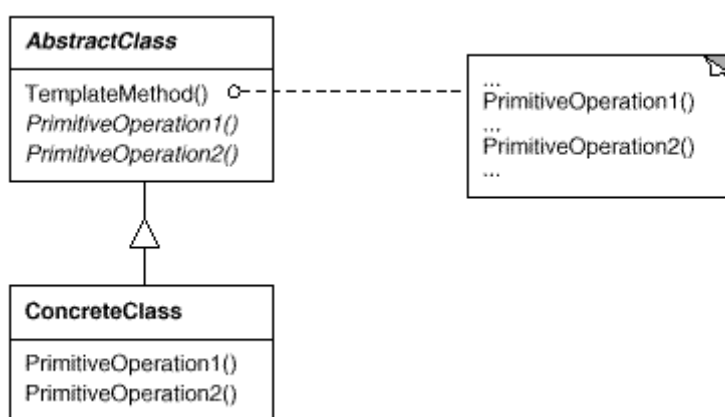 AbstractClass
TemplateMethod()
PrimitiveOperation1()
PrimitiveOperation2()
...
PrimitiveOperation1()
...
PrimitiveOperation2()
...
ConcreteClass
PrimitiveOperation1()
PrimitiveOperation2()